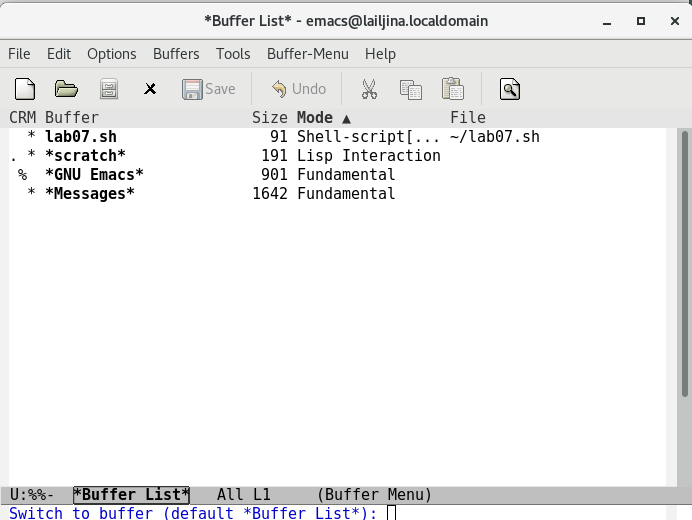 *Buffer List* - emacs@lailjina.localdomain
File Edit Options Buffers Tools Buffer-Menu Help
Save Undo
CRM Buffer Size Mode ▲ File
* lab07.sh 91 Shell-script[... ~/lab07.sh
. * *scratch* 191 Lisp Interaction
% *GNU Emacs* 901 Fundamental
* *Messages* 1642 Fundamental
U:%%- *Buffer List* All L1 (Buffer Menu)
Switch to buffer (default *Buffer List*):